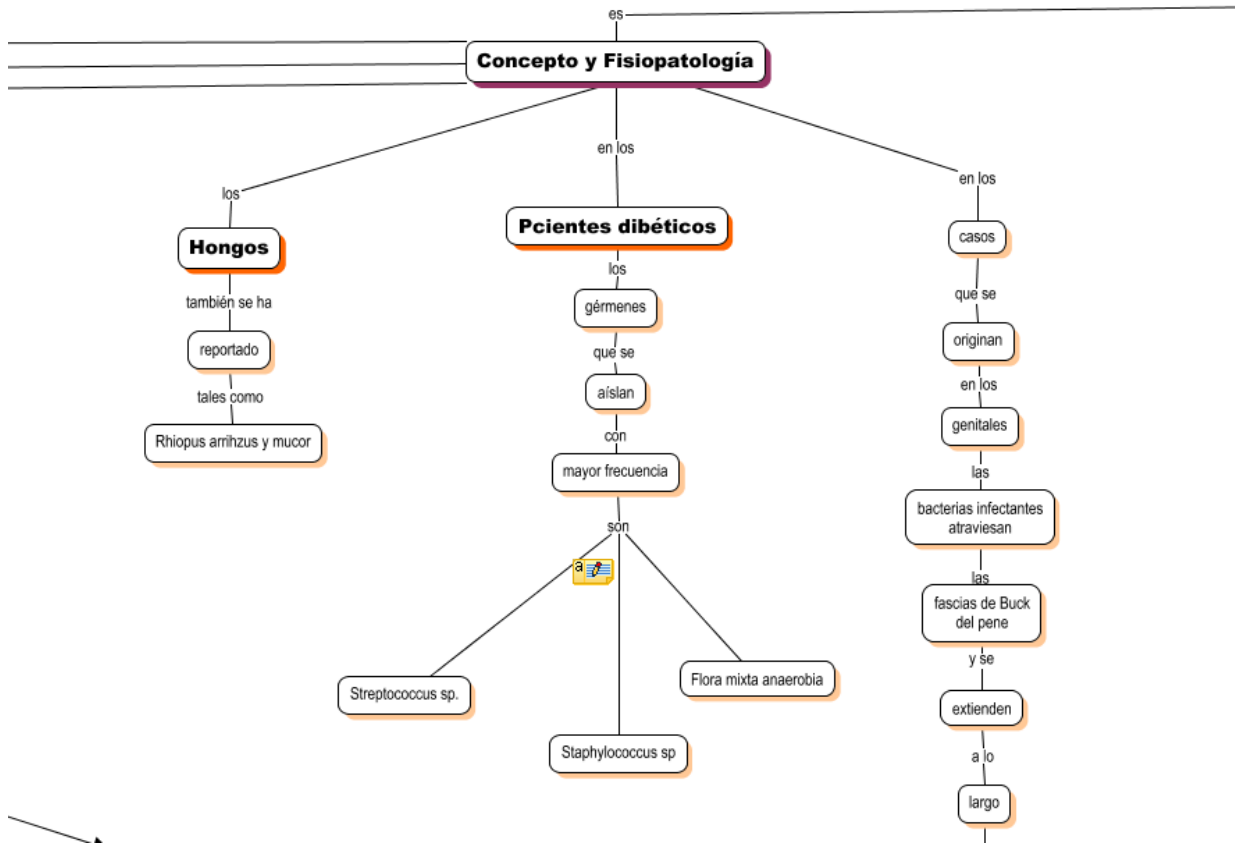 es
Concepto y Fisiopatología
los
Hongos
también se ha
reportado
tales como
Rhiopus arrihzus y mucor
en los
Pcientes dibéticos
los
gérmenes
que se
aíslan
con
mayor frecuencia
son
a
Streptococcus sp.
Staphylococcus sp
Flora mixta anaerobia
en los
casos
que se
originan
en los
genitales
las
bacterias infectantes
atraviesan
las
fascias de Buck
del pene
y se
extienden
a lo
largo